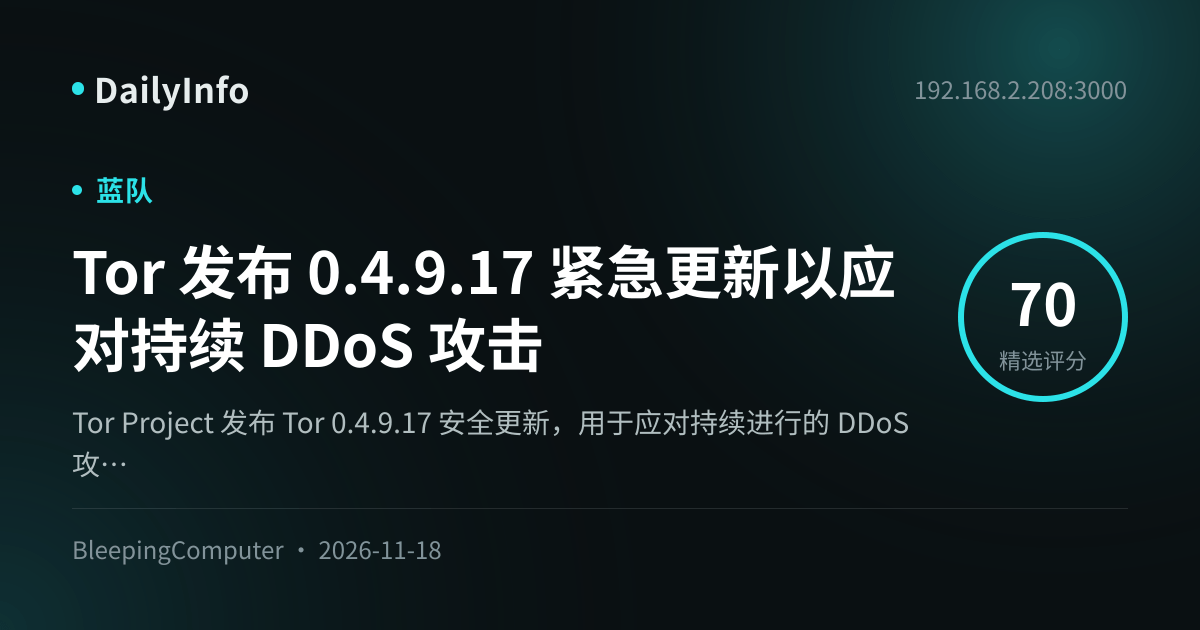 DailyInfo
192.168.2.208:3000
蓝队
Tor 发布 0.4.9.17 紧急更新以应
对持续 DDoS 攻击
70
精选评分
Tor Project 发布 Tor 0.4.9.17 安全更新，用于应对持续进行的 DDoS
攻…
BleepingComputer · 2026-11-18